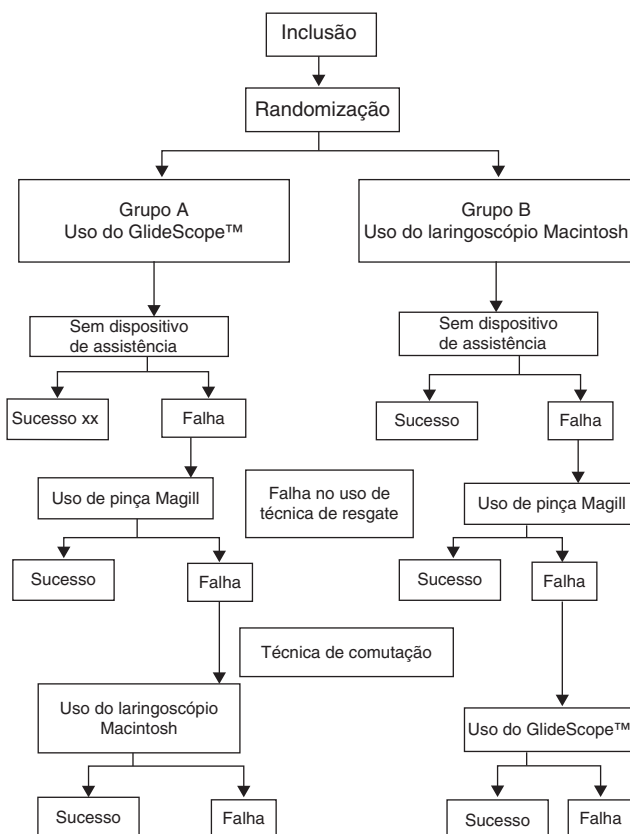 Inclusão
Randomização
Grupo A
Uso do GlideScope™
Grupo B
Uso do laringoscópio Macintosh
Sem dispositivo
de assistência
Sem dispositivo
de assistência
Sucesso xx
Falha
Sucesso
Falha
Uso de pinça Magill
Falha no uso de
técnica de resgate
Uso de pinça Magill
Sucesso
Falha
Sucesso
Falha
Técnica de comutação
Uso do laringoscópio
Macintosh
Uso do GlideScope™
Sucesso
Falha
Sucesso
Falha